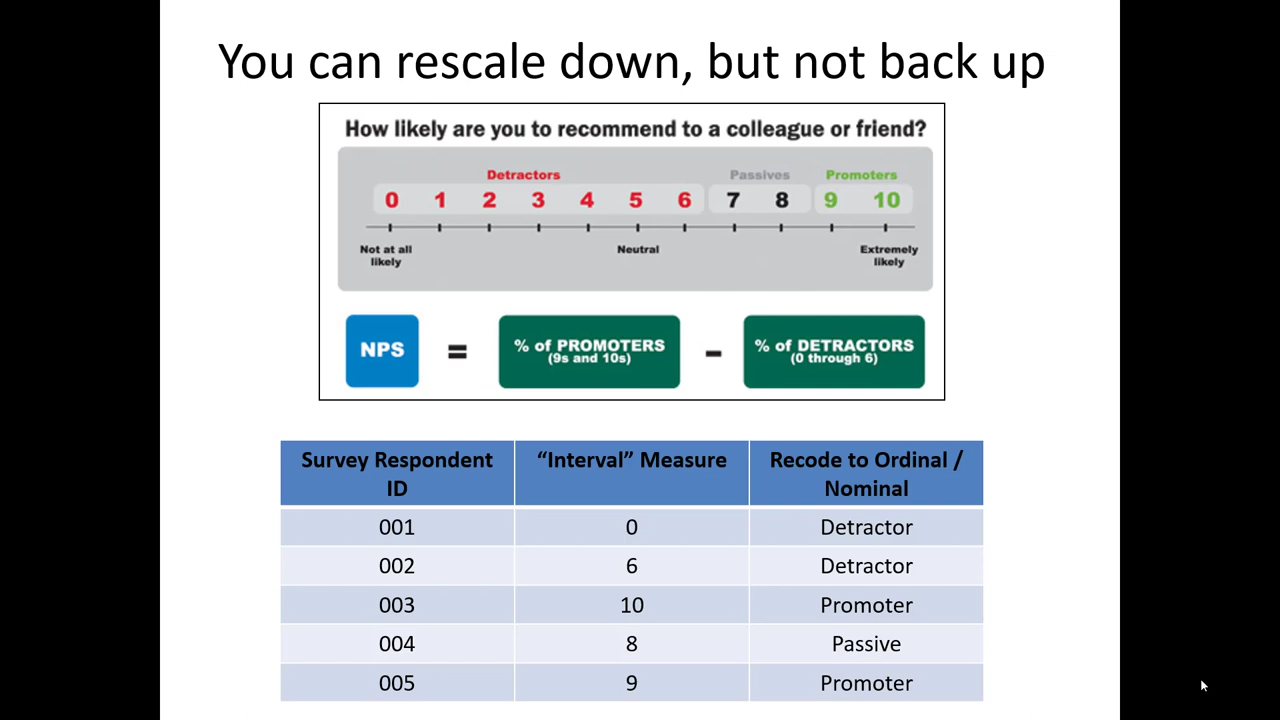 You can rescale down, but not back up
How likely are you to recommend to a colleague or friend?
Detractors Passives Promoters
0 1 2 3 4 5 6 7 8 9 10
Not at all likely Neutral Extremely likely
NPS = % of PROMOTERS (9s and 10s) - % of DETRACTORS (0 through 6)
Survey Respondent ID “Interval” Measure Recode to Ordinal / Nominal
001 0 Detractor
002 6 Detractor
003 10 Promoter
004 8 Passive
005 9 Promoter